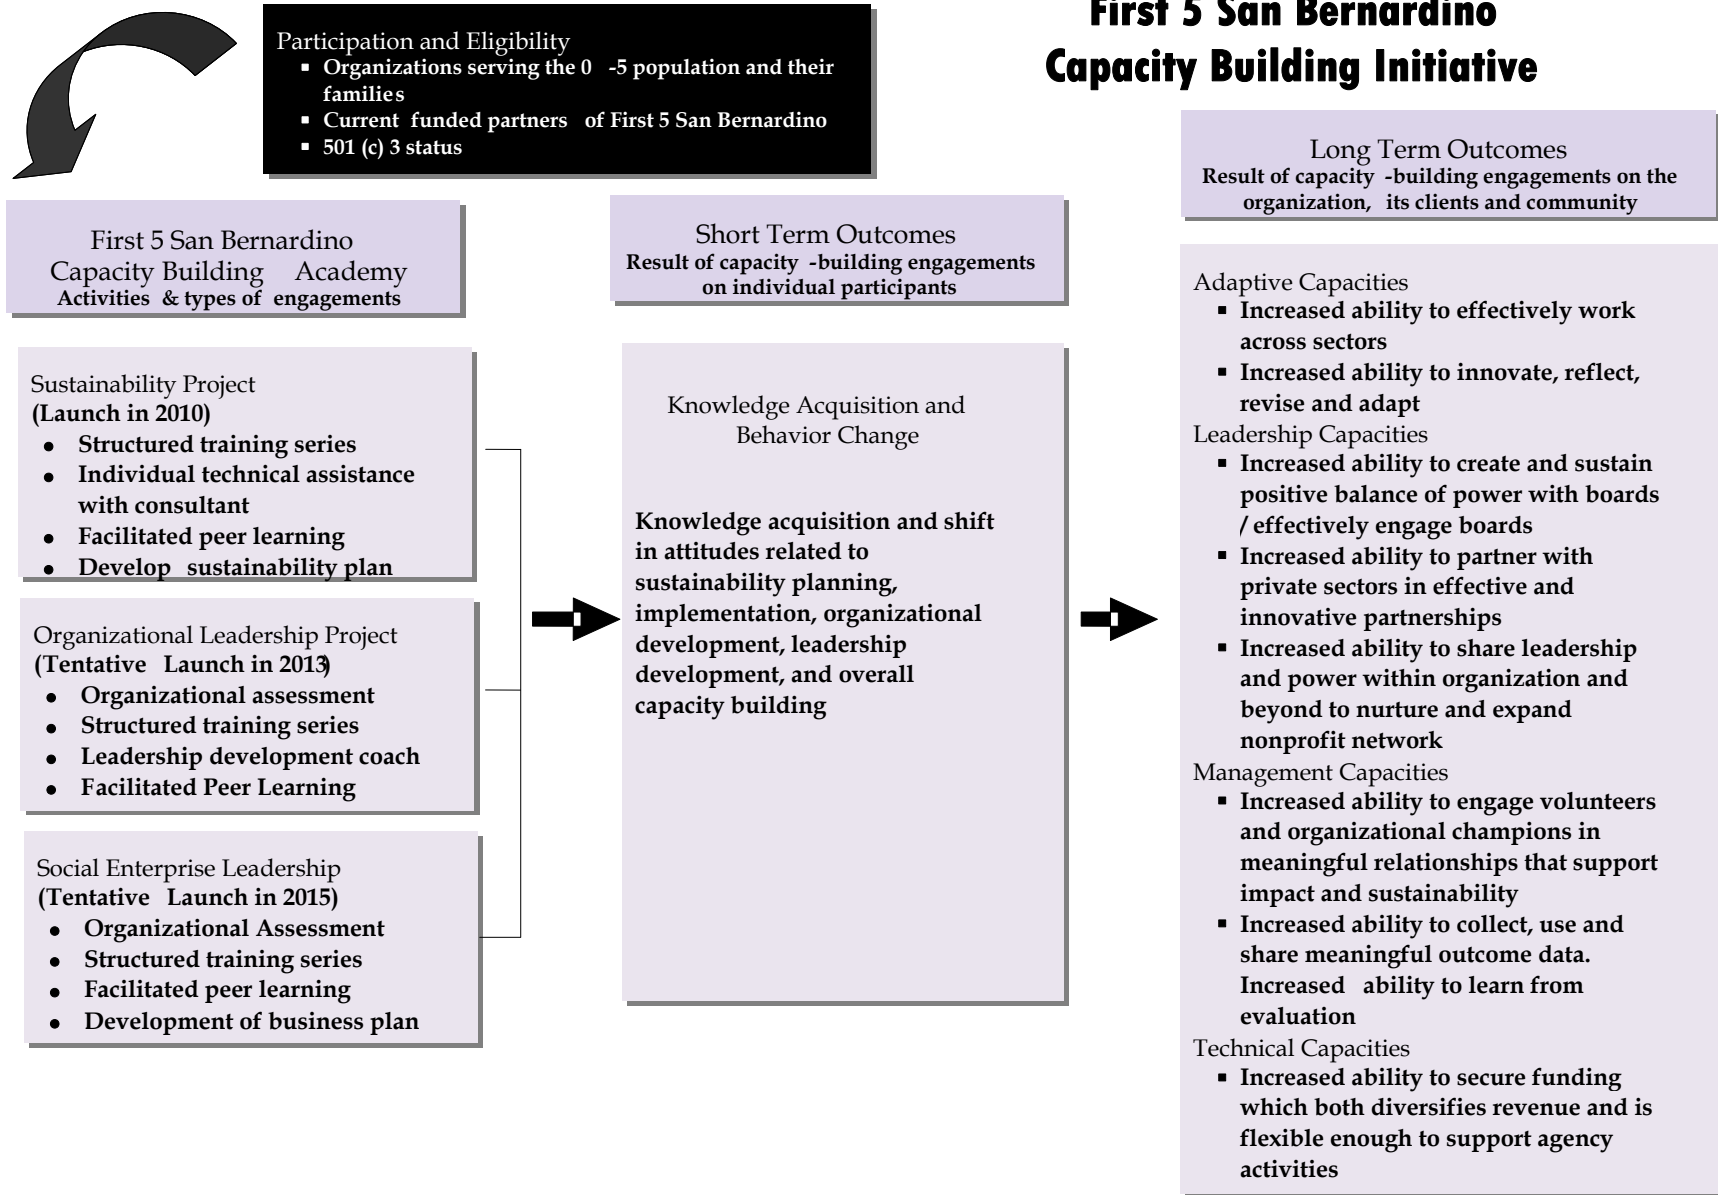 First 5 San Bernardino
Capacity Building Initiative
Participation and Eligibility
▪ Organizations serving the 0 -5 population and their
families
▪ Current funded partners of First 5 San Bernardino
▪ 501 (c) 3 status
First 5 San Bernardino
Capacity Building Academy
Activities & types of engagements
Sustainability Project
(Launch in 2010)
● Structured training series
● Individual technical assistance
with consultant
● Facilitated peer learning
● Develop sustainability plan
Organizational Leadership Project
(Tentative Launch in 2013)
● Organizational assessment
● Structured training series
● Leadership development coach
● Facilitated Peer Learning
Social Enterprise Leadership
(Tentative Launch in 2015)
● Organizational Assessment
● Structured training series
● Facilitated peer learning
● Development of business plan
Short Term Outcomes
Result of capacity -building engagements
on individual participants
Knowledge Acquisition and
Behavior Change
Knowledge acquisition and shift
in attitudes related to
sustainability planning,
implementation, organizational
development, leadership
development, and overall
capacity building
Long Term Outcomes
Result of capacity -building engagements on the
organization, its clients and community
Adaptive Capacities
▪ Increased ability to effectively work
across sectors
▪ Increased ability to innovate, reflect,
revise and adapt
Leadership Capacities
▪ Increased ability to create and sustain
positive balance of power with boards
/ effectively engage boards
▪ Increased ability to partner with
private sectors in effective and
innovative partnerships
▪ Increased ability to share leadership
and power within organization and
beyond to nurture and expand
nonprofit network
Management Capacities
▪ Increased ability to engage volunteers
and organizational champions in
meaningful relationships that support
impact and sustainability
▪ Increased ability to collect, use and
share meaningful outcome data.
Increased ability to learn from
evaluation
Technical Capacities
▪ Increased ability to secure funding
which both diversifies revenue and is
flexible enough to support agency
activities